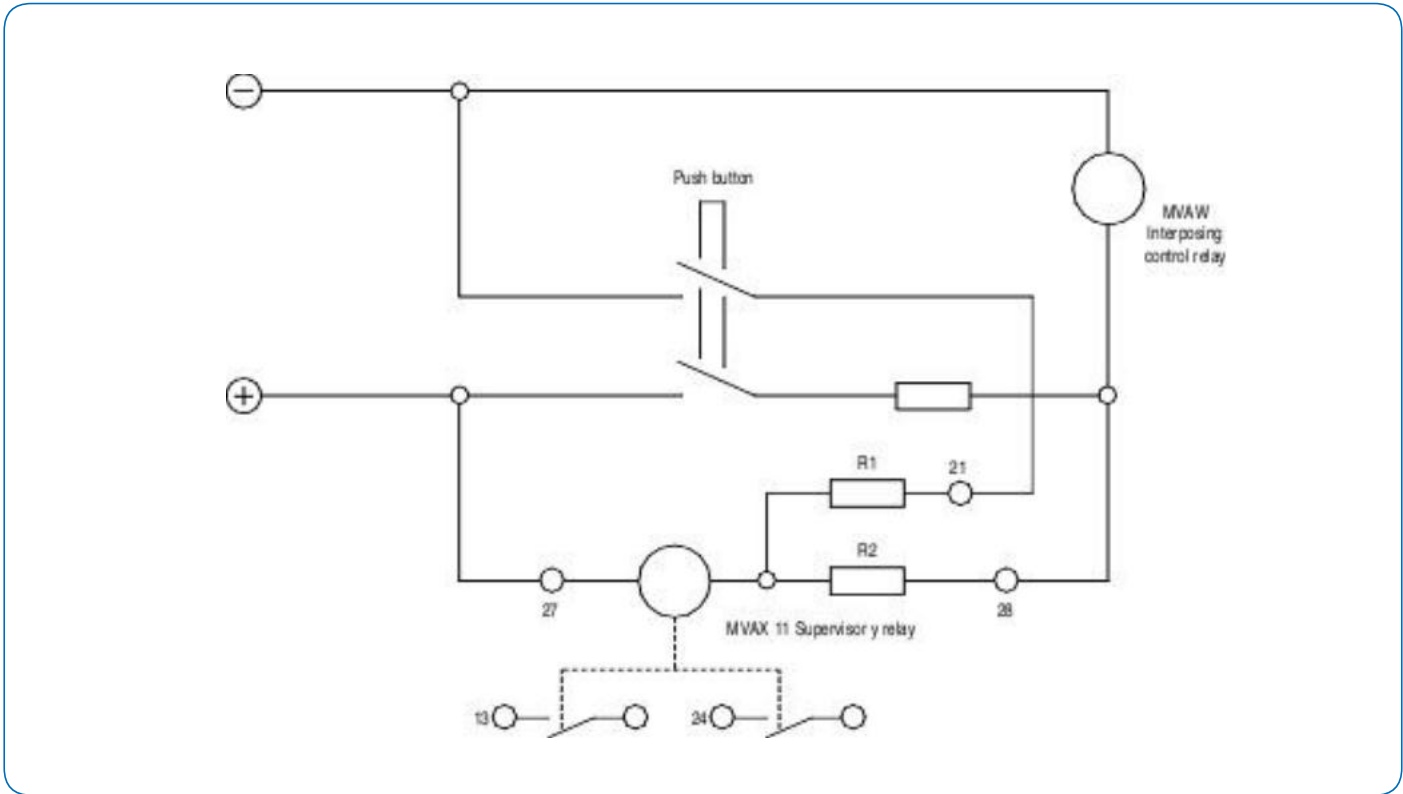 Push button
MVAW
Interposing
control relay
R1
21
R2
27
28
MVAX 11 Supervisory relay
13
24